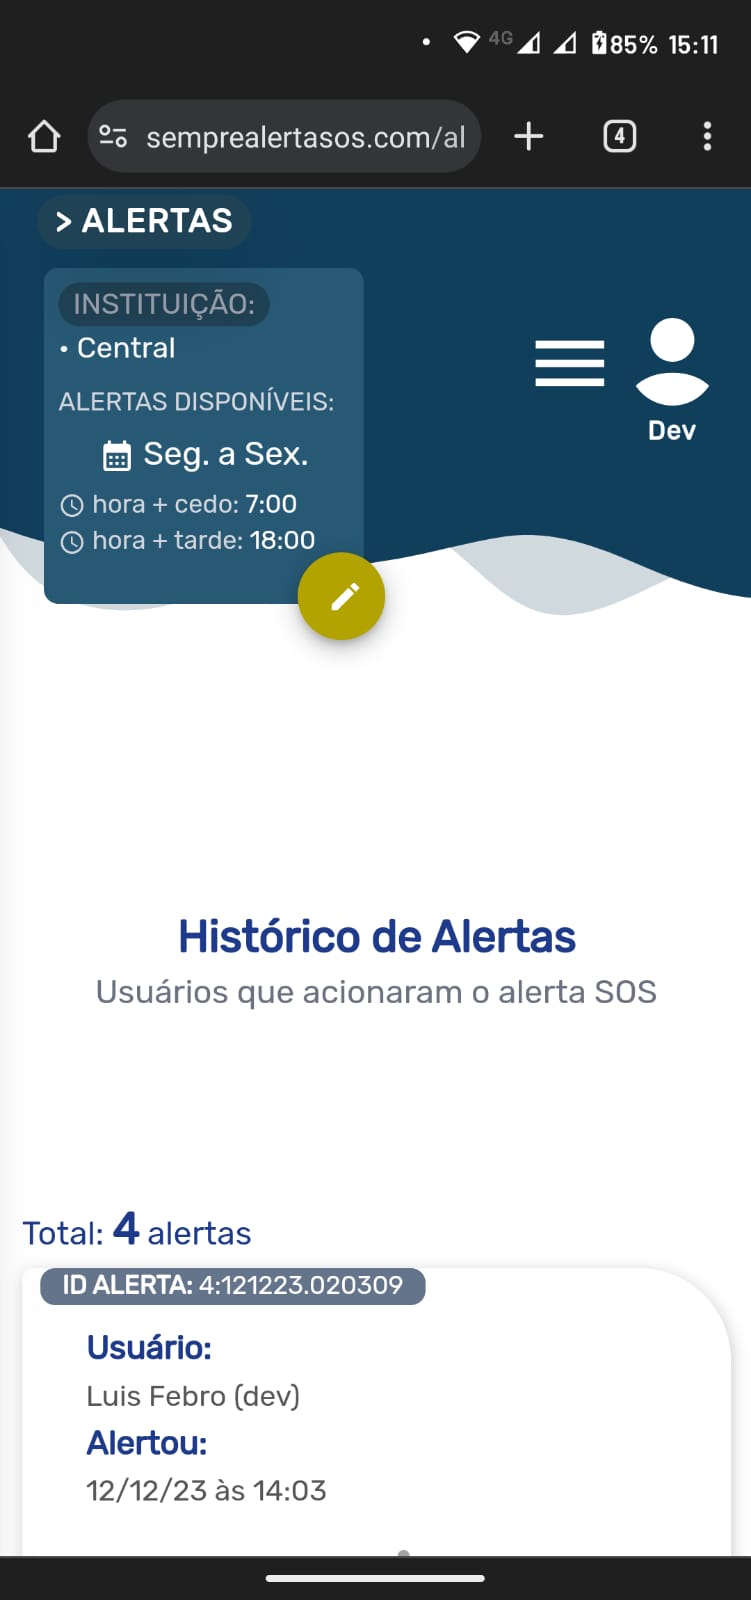 4G 85% 15:11
semprealertasos.com/al
4
> ALERTAS
INSTITUIÇÃO:
• Central
ALERTAS DISPONÍVEIS:
Seg. a Sex.
hora + cedo: 7:00
hora + tarde: 18:00
Dev
Histórico de Alertas
Usuários que acionaram o alerta SOS
Total: 4 alertas
ID ALERTA: 4:121223.020309
Usuário:
Luis Febro (dev)
Alertou:
12/12/23 às 14:03